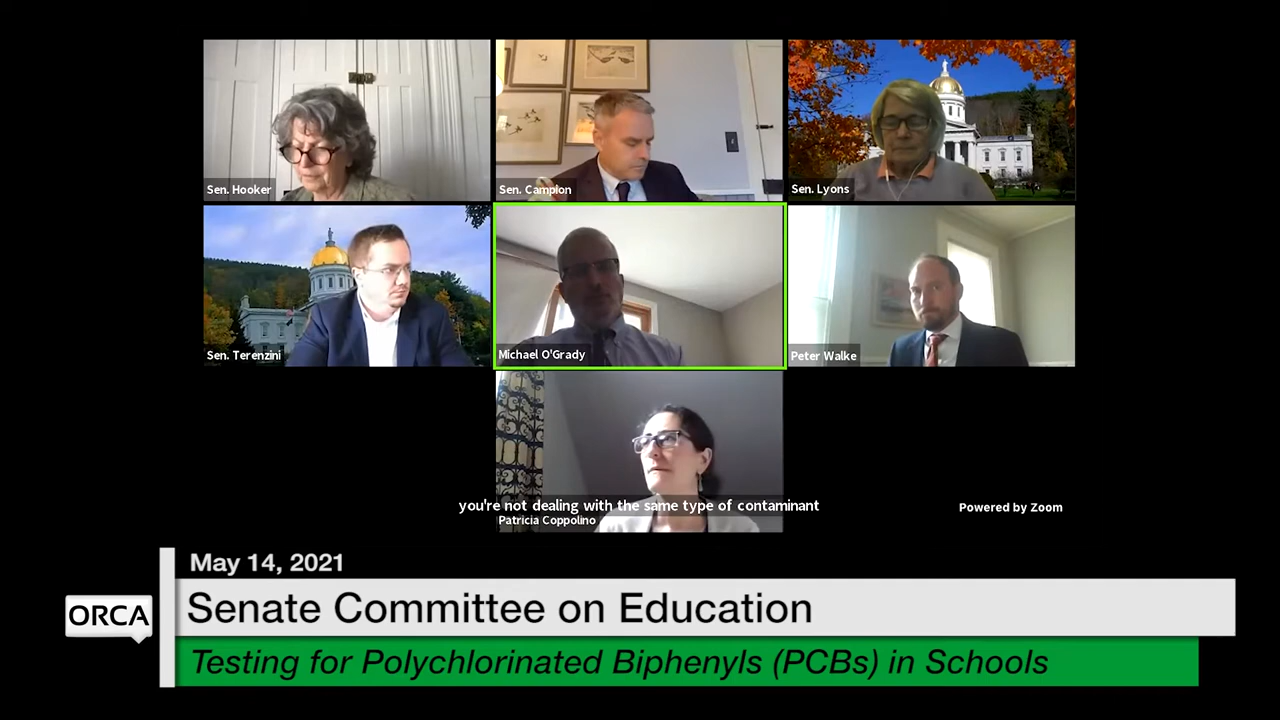 Sen. Hooker
Sen. Campion
Sen. Lyons
Sen. Terenzini
Michael O'Grady
Peter Walke
you're not dealing with the same type of contaminant
Patricia Coppolino
Powered by Zoom
May 14, 2021
ORCA
Senate Committee on Education
Testing for Polychlorinated Biphenyls (PCBs) in Schools